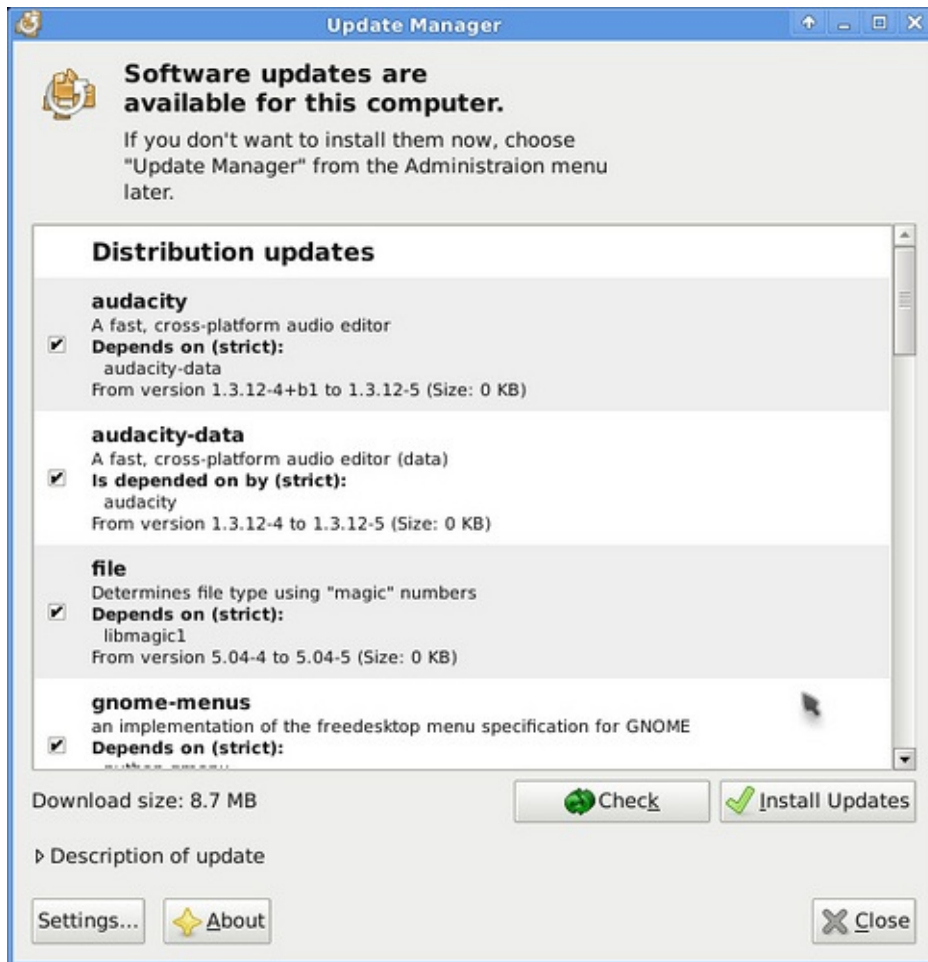 Update Manager
Software updates are
available for this computer.
If you don't want to install them now, choose
"Update Manager" from the Administraion menu
later.
Distribution updates
audacity
A fast, cross-platform audio editor
Depends on (strict):
audacity-data
From version 1.3.12-4+b1 to 1.3.12-5 (Size: 0 KB)
audacity-data
A fast, cross-platform audio editor (data)
Is depended on by (strict):
audacity
From version 1.3.12-4 to 1.3.12-5 (Size: 0 KB)
file
Determines file type using "magic" numbers
Depends on (strict):
libmagic1
From version 5.04-4 to 5.04-5 (Size: 0 KB)
gnome-menus
an implementation of the freedesktop menu specification for GNOME
Depends on (strict):
Download size: 8.7 MB
Check
Install Updates
Description of update
Settings...
About
Close